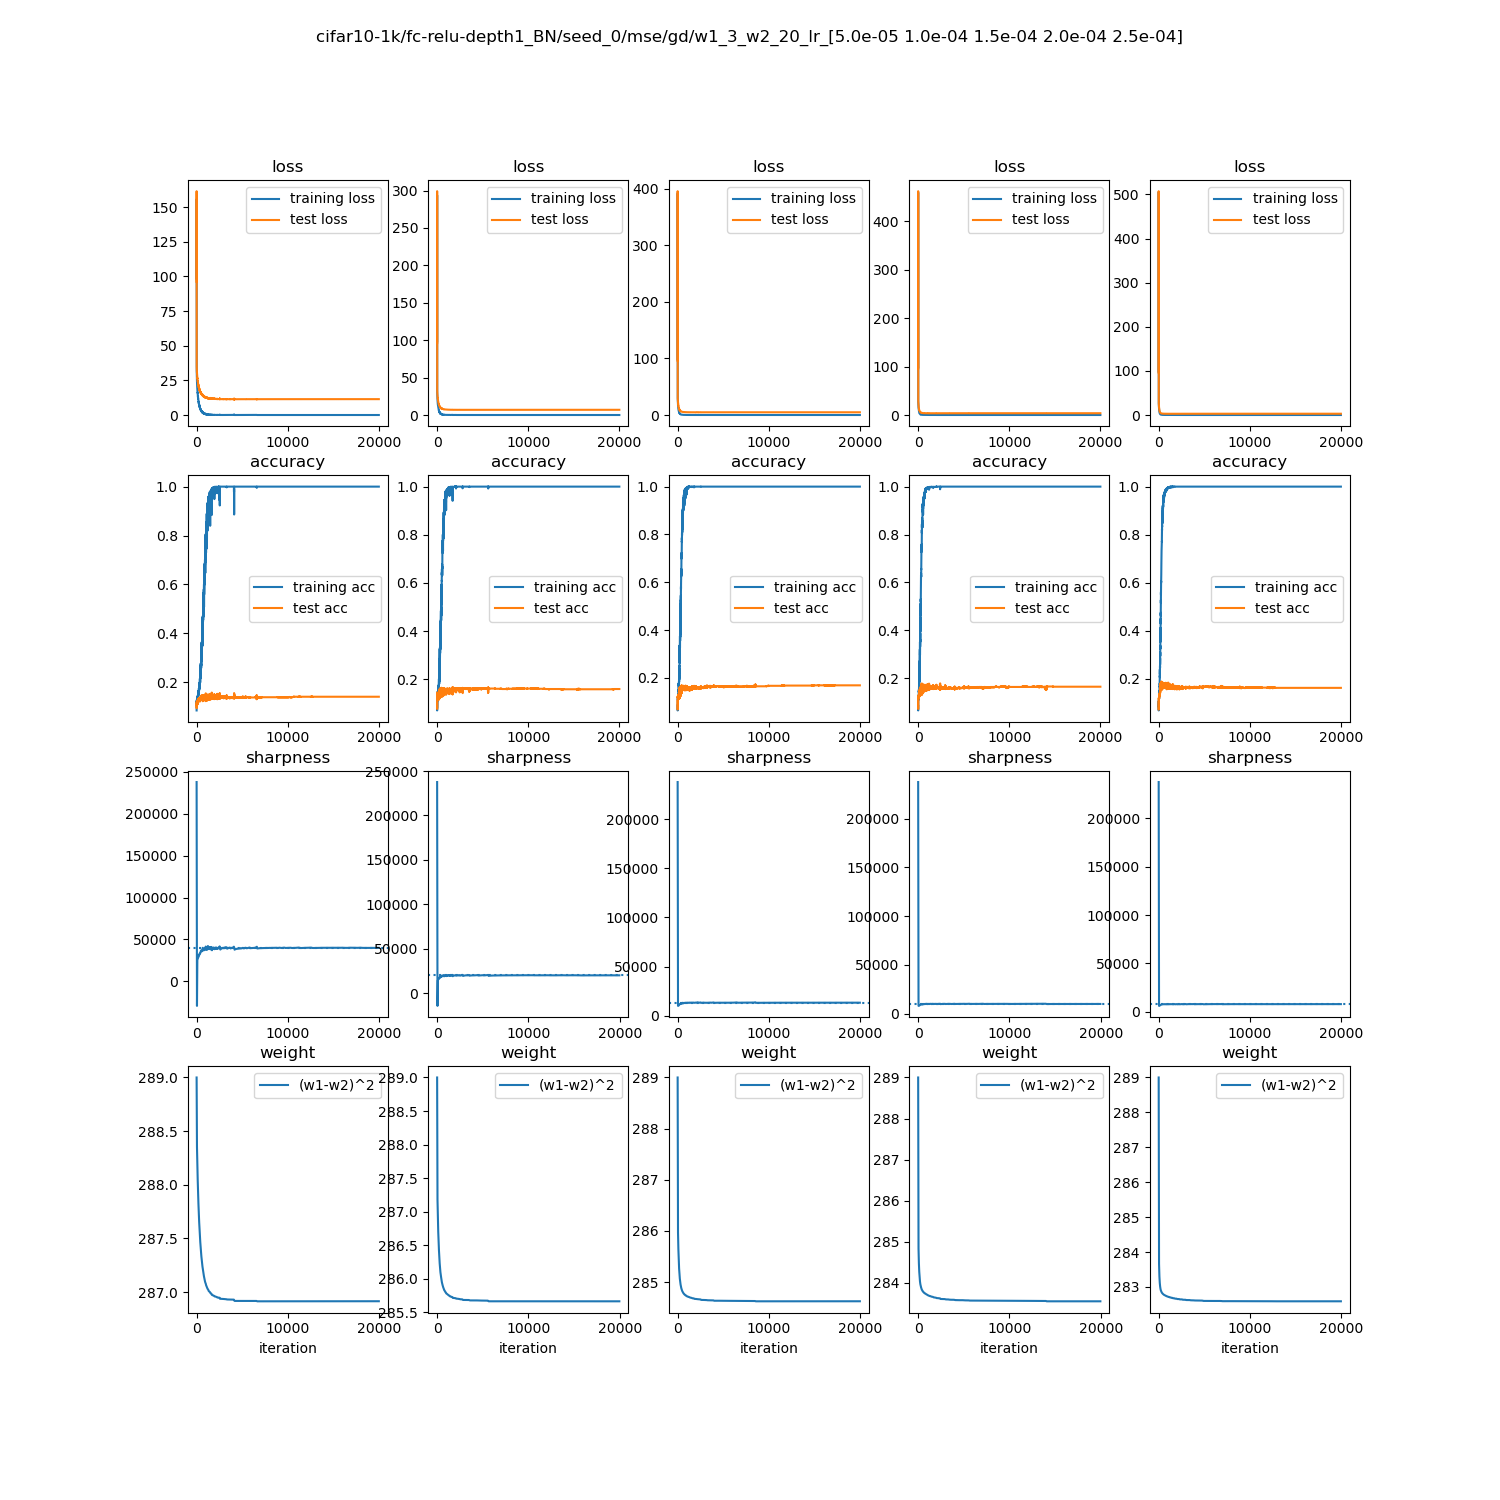 cifar10-1k/fc-relu-depth1_BN/seed_0/mse/gd/w1_3_w2_20_lr_[5.0e-05 1.0e-04 1.5e-04 2.0e-04 2.5e-04]
loss
training loss
test loss
150
125
100
75
50
25
0
0 10000 20000
loss
training loss
test loss
300
250
200
150
100
50
0
0 10000 20000
loss
training loss
test loss
400
300
200
100
0
0 10000 20000
loss
training loss
test loss
400
300
200
100
0
0 10000 20000
loss
training loss
test loss
500
400
300
200
100
0
0 10000 20000
accuracy
training acc
test acc
1.0
0.8
0.6
0.4
0.2
0 10000 20000
accuracy
training acc
test acc
1.0
0.8
0.6
0.4
0.2
0 10000 20000
accuracy
training acc
test acc
1.0
0.8
0.6
0.4
0.2
0 10000 20000
accuracy
training acc
test acc
1.0
0.8
0.6
0.4
0.2
0 10000 20000
accuracy
training acc
test acc
1.0
0.8
0.6
0.4
0.2
0 10000 20000
sharpness
250000
200000
150000
100000
50000
0
0 10000 20000
sharpness
250000
200000
150000
100000
50000
0
0 10000 20000
sharpness
200000
150000
100000
50000
0
0 10000 20000
sharpness
200000
150000
100000
50000
0
0 10000 20000
sharpness
200000
150000
100000
50000
0
0 10000 20000
weight
(w1-w2)^2
289.0
288.5
288.0
287.5
287.0
0 10000 20000
iteration
weight
(w1-w2)^2
289.0
288.5
288.0
287.5
287.0
286.5
286.0
285.5
0 10000 20000
iteration
weight
(w1-w2)^2
289
288
287
286
285
0 10000 20000
iteration
weight
(w1-w2)^2
289
288
287
286
285
284
0 10000 20000
iteration
weight
(w1-w2)^2
289
288
287
286
285
284
283
0 10000 20000
iteration